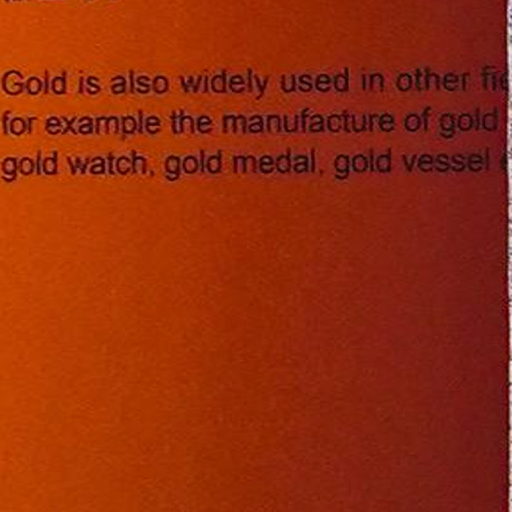 Gold is also widely used in other
for example the manufacture of gold
gold watch, gold medal, gold vessel